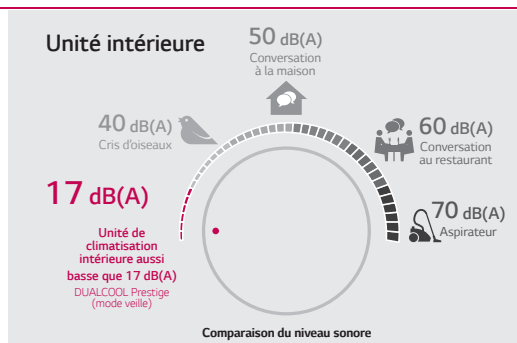 Unité intérieure
50 dB(A)
Conversation
à la maison
40 dB(A)
Cris d'oiseaux
60 dB(A)
Conversation
au restaurant
17 dB(A)
70 dB(A)
Aspirateur
Unité de
climatisation
intérieure aussi
basse que 17 dB(A)
DUALCOOL Prestige
(mode veille)
Comparaison du niveau sonore